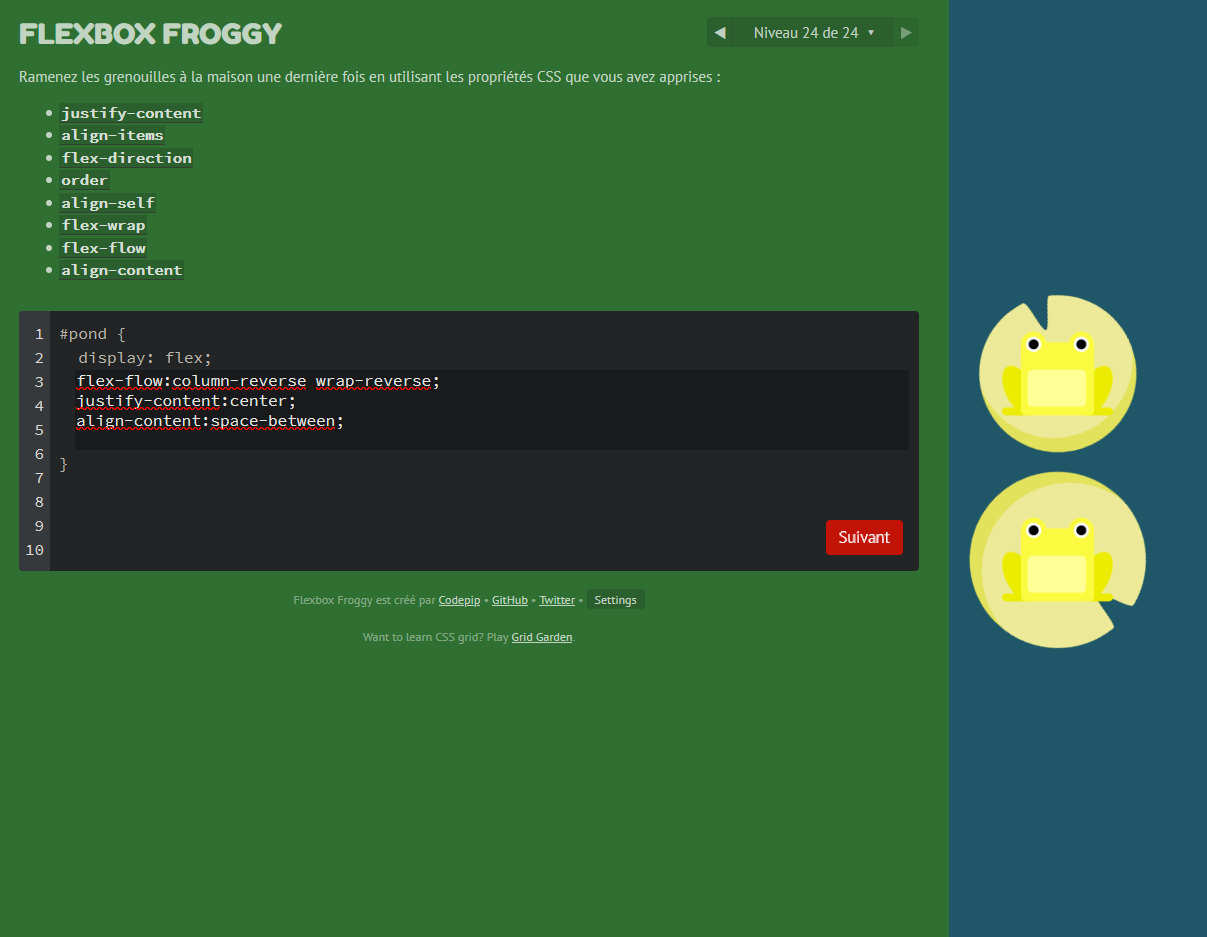 FLEXBOX FROGGY
◀ Niveau 24 de 24 ▼ ▶
Ramenez les grenouilles à la maison une dernière fois en utilisant les propriétés CSS que vous avez apprises :
• justify-content
• align-items
• flex-direction
• order
• align-self
• flex-wrap
• flex-flow
• align-content
1 #pond {
2 display: flex;
3 flex-flow:column-reverse wrap-reverse;
4 justify-content:center;
5 align-content:space-between;
6 }
7
8
9
10
Suivant
Flexbox Froggy est créé par Codepip • GitHub • Twitter • Settings
Want to learn CSS grid? Play Grid Garden.